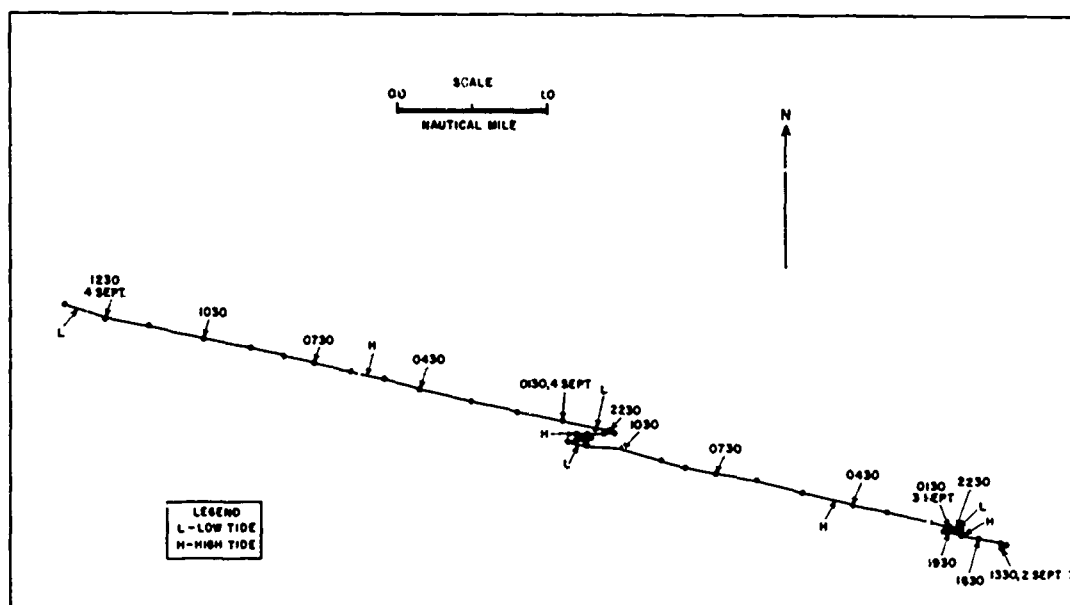 SCALE
0.0 1.0
NAUTICAL MILE
N
1230
4 SEPT.
1030
0730
H
0430
L
0130, 4 SEPT
L
2230
H
1030
L
0730
0430
0130
3 SEPT
2230
L
H
H
1930
1630
1330, 2 SEPT
LEGEND
L - LOW TIDE
H - HIGH TIDE